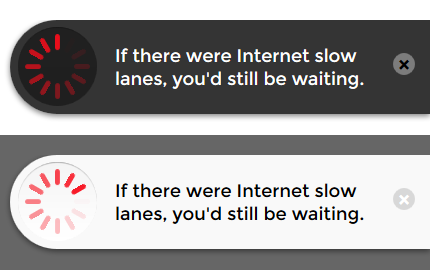 If there were Internet slow
lanes, you'd still be waiting.
If there were Internet slow
lanes, you'd still be waiting.